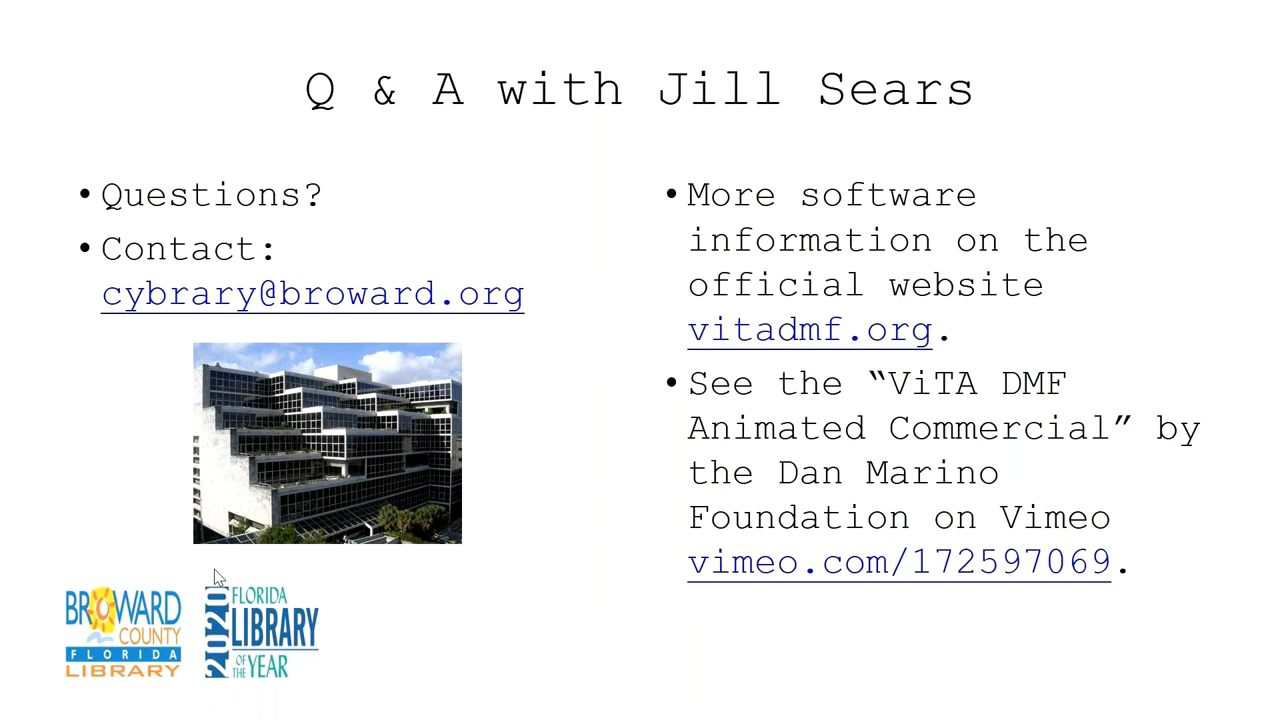 Q & A with Jill Sears
• Questions?
• Contact:
cybrary@broward.org
• More software
information on the
official website
vitadmf.org.
• See the “ViTA DMF
Animated Commercial” by
the Dan Marino
Foundation on Vimeo
vimeo.com/172597069.
BROWARD
COUNTY
FLORIDA
LIBRARY
2020
FLORIDA
LIBRARY
OF THE YEAR